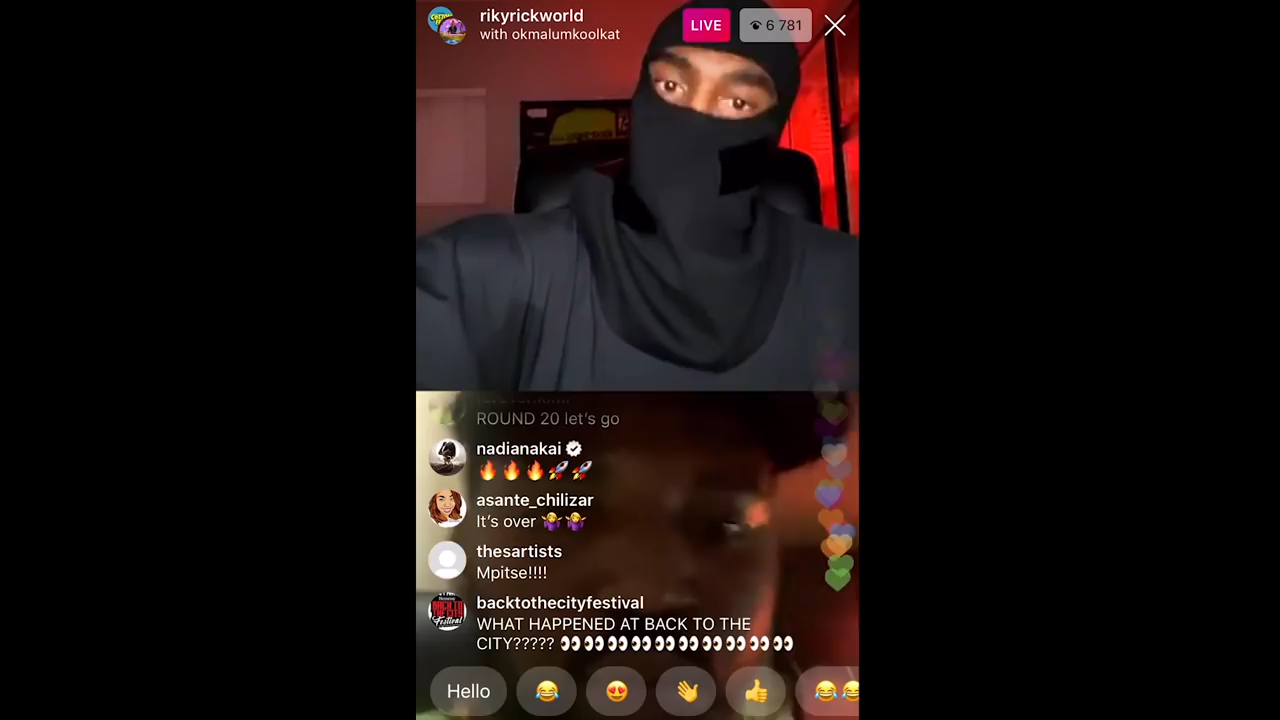 rikyrickworld
with okmalumkoolkat
LIVE
6 781
ROUND 20 let's go
nadianakai
🔥🔥🔥🚀🚀
asante_chilizar
It's over 🤷‍♀️🤷‍♀️
thesartists
Mpitse!!!!
backtothecityfestival
WHAT HAPPENED AT BACK TO THE
CITY????? 👀👀👀👀👀👀👀👀👀👀
Hello 😂 😍 👋 👍 😂😂